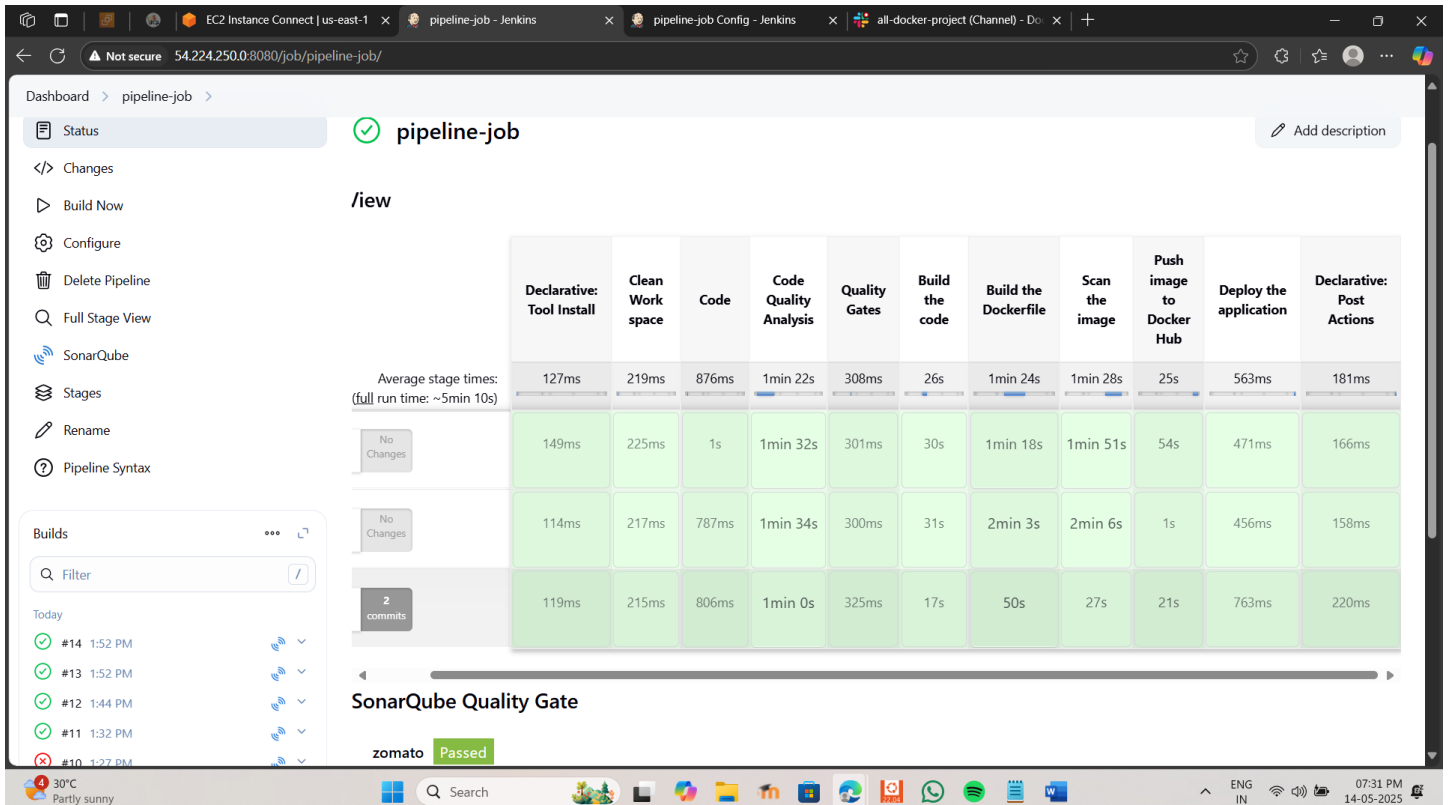 EC2 Instance Connect | us-east-1
pipeline-job - Jenkins
pipeline-job Config - Jenkins
all-docker-project (Channel) - Do
Not secure 54.224.250.0:8080/job/pipeline-job/
Dashboard > pipeline-job >
Status
Changes
Build Now
Configure
Delete Pipeline
Full Stage View
SonarQube
Stages
Rename
Pipeline Syntax
Builds
Filter /
Today
#14 1:52 PM
#13 1:52 PM
#12 1:44 PM
#11 1:32 PM
#10 1:27 PM
pipeline-job
Add description
View
Declarative: Tool Install
Clean Work space
Code
Code Quality Analysis
Quality Gates
Build the code
Build the Dockerfile
Scan the image
Push image to Docker Hub
Deploy the application
Declarative: Post Actions
Average stage times: 127ms 219ms 876ms 1min 22s 308ms 26s 1min 24s 1min 28s 25s 563ms 181ms
(full run time: ~5min 10s)
No Changes 149ms 225ms 1s 1min 32s 301ms 30s 1min 18s 1min 51s 54s 471ms 166ms
No Changes 114ms 217ms 787ms 1min 34s 300ms 31s 2min 3s 2min 6s 1s 456ms 158ms
2 commits 119ms 215ms 806ms 1min 0s 325ms 17s 50s 27s 21s 763ms 220ms
SonarQube Quality Gate
zomato Passed
4
30°C
Partly sunny
Search
22.04
ENG
IN
07:31 PM
14-05-2025